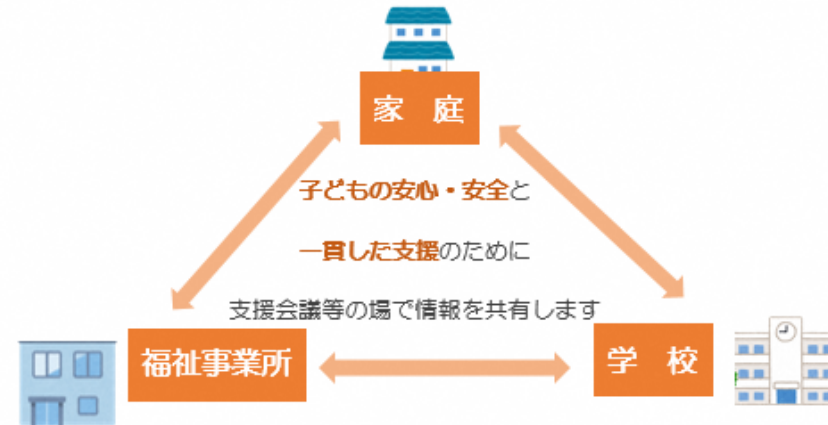 家　庭
子どもの安心・安全と
一貫した支援のために
支援会議等の場で情報を共有します
福祉事業所
学　校